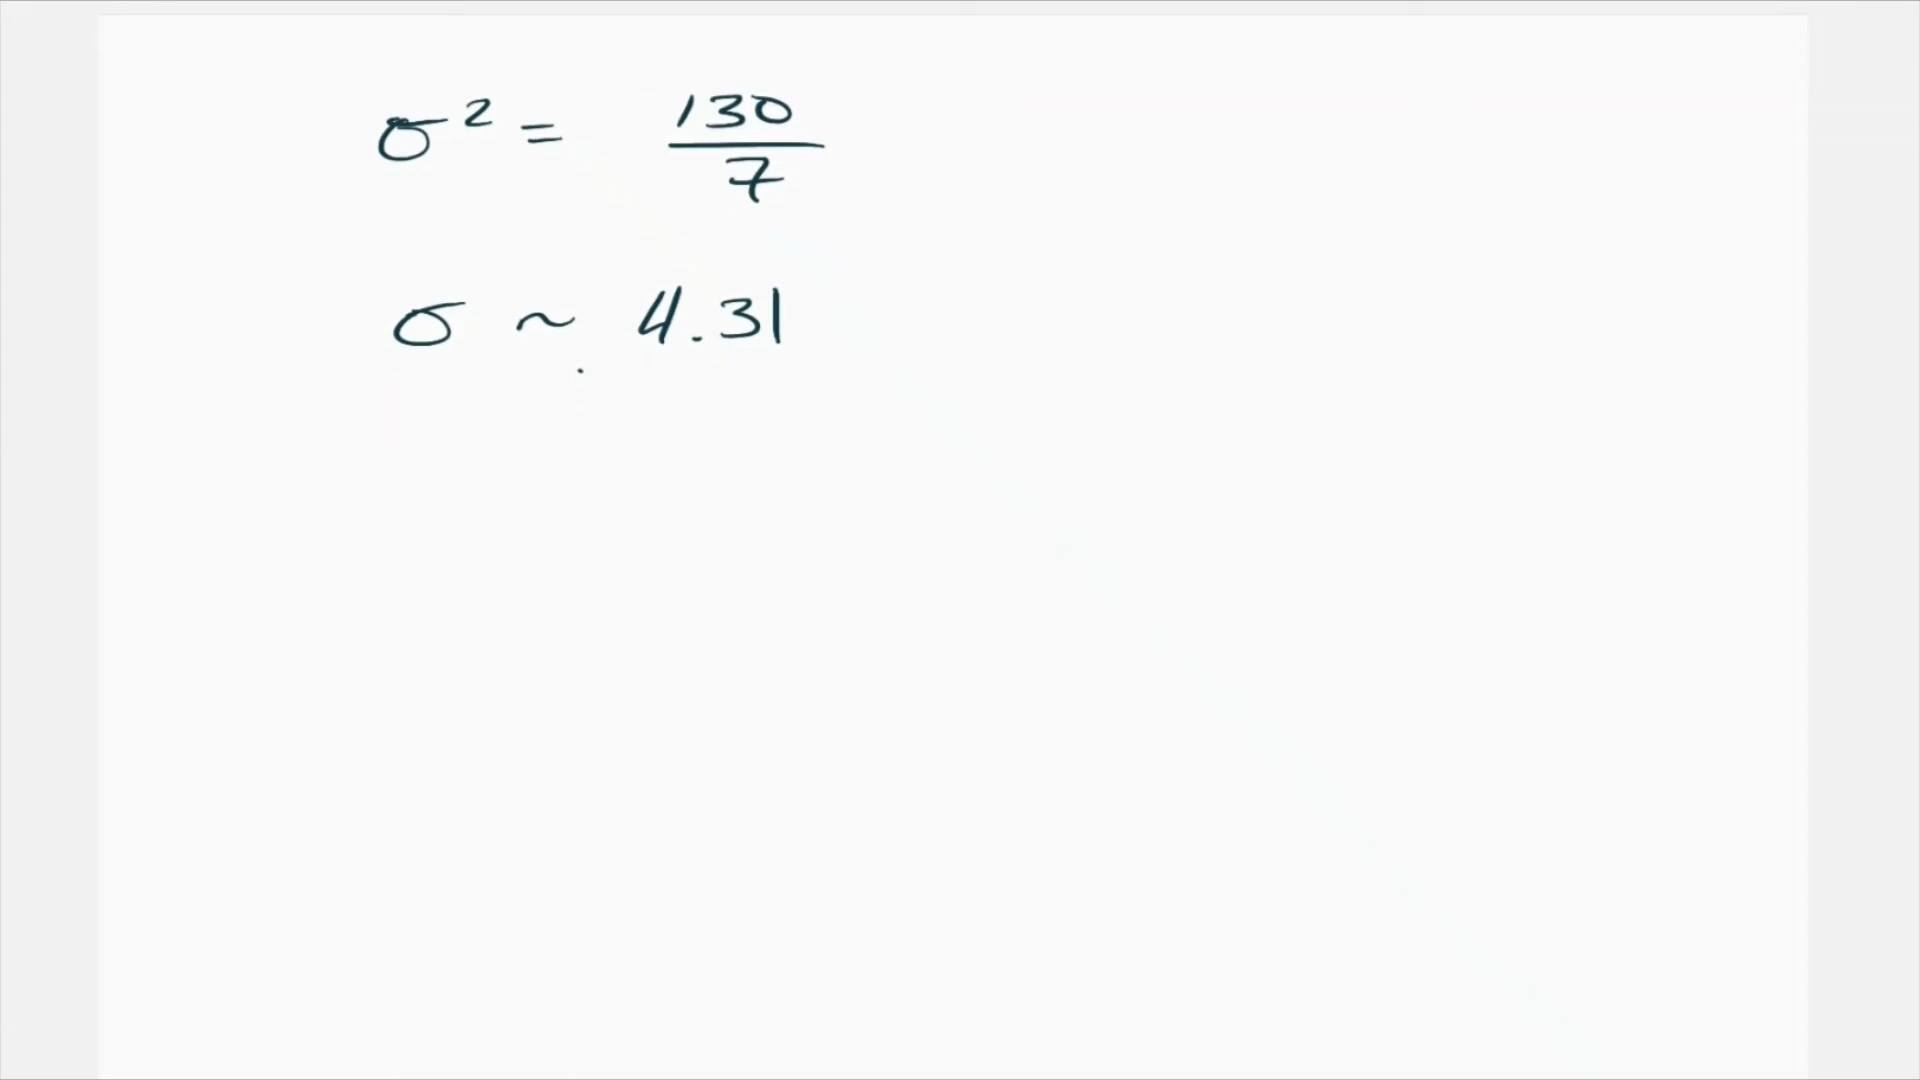 σ² = 130/7
σ ~ 4.31